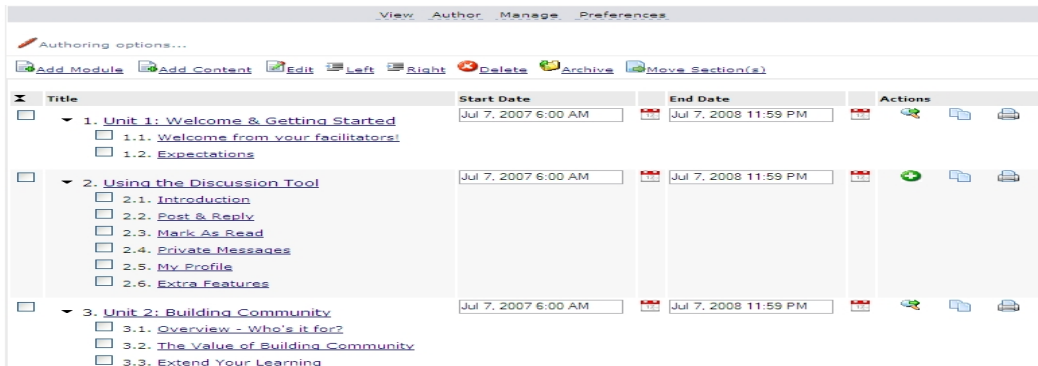 View Author Manage Preferences
Authoring options...
Add Module Add Content Edit Left Right Delete Archive Move Section(s)
Title Start Date End Date Actions
1. Unit 1: Welcome & Getting Started Jul 7, 2007 6:00 AM Jul 7, 2008 11:59 PM
1.1. Welcome from your facilitators!
1.2. Expectations
2. Using the Discussion Tool Jul 7, 2007 6:00 AM Jul 7, 2008 11:59 PM
2.1. Introduction
2.2. Post & Reply
2.3. Mark As Read
2.4. Private Messages
2.5. My Profile
2.6. Extra Features
3. Unit 2: Building Community Jul 7, 2007 6:00 AM Jul 7, 2008 11:59 PM
3.1. Overview - Who's it for?
3.2. The Value of Building Community
3.3. Extend Your Learning